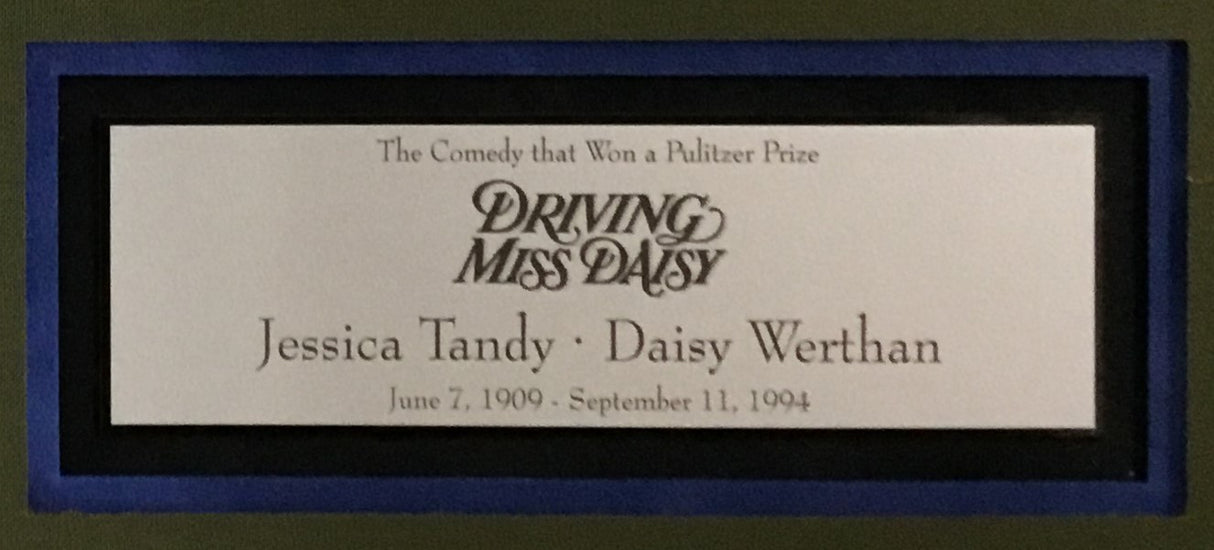 The Comedy that Won a Pulitzer Prize
DRIVING
MISS DAISY
Jessica Tandy · Daisy Werthan
June 7, 1909 - September 11, 1994